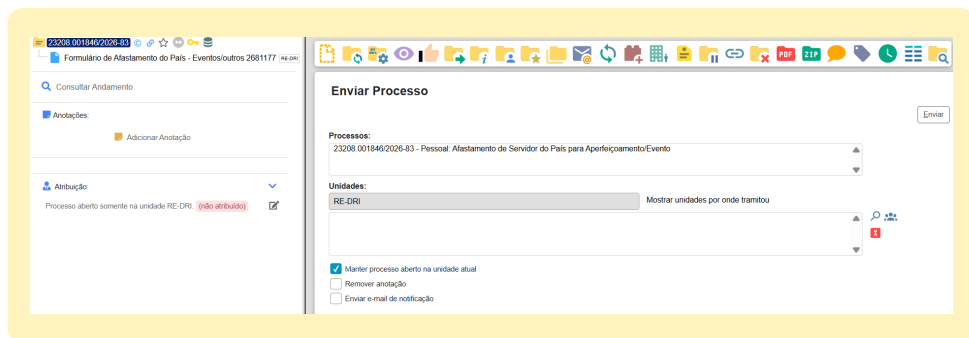 23208.001846/2026-83
Formulário de Afastamento do País - Eventos/outros 2681177 RE-DRI
Consultar Andamento
Anotações:
Adicionar Anotação
Atribuição:
Processo aberto somente na unidade RE-DRI. (não atribuído)
PDF ZIP
Enviar Processo
Enviar
Processos:
23208.001846/2026-83 - Pessoal: Afastamento de Servidor do País para Aperfeiçoamento/Evento
Unidades:
RE-DRI
Mostrar unidades por onde tramitou
Manter processo aberto na unidade atual
Remover anotação
Enviar e-mail de notificação